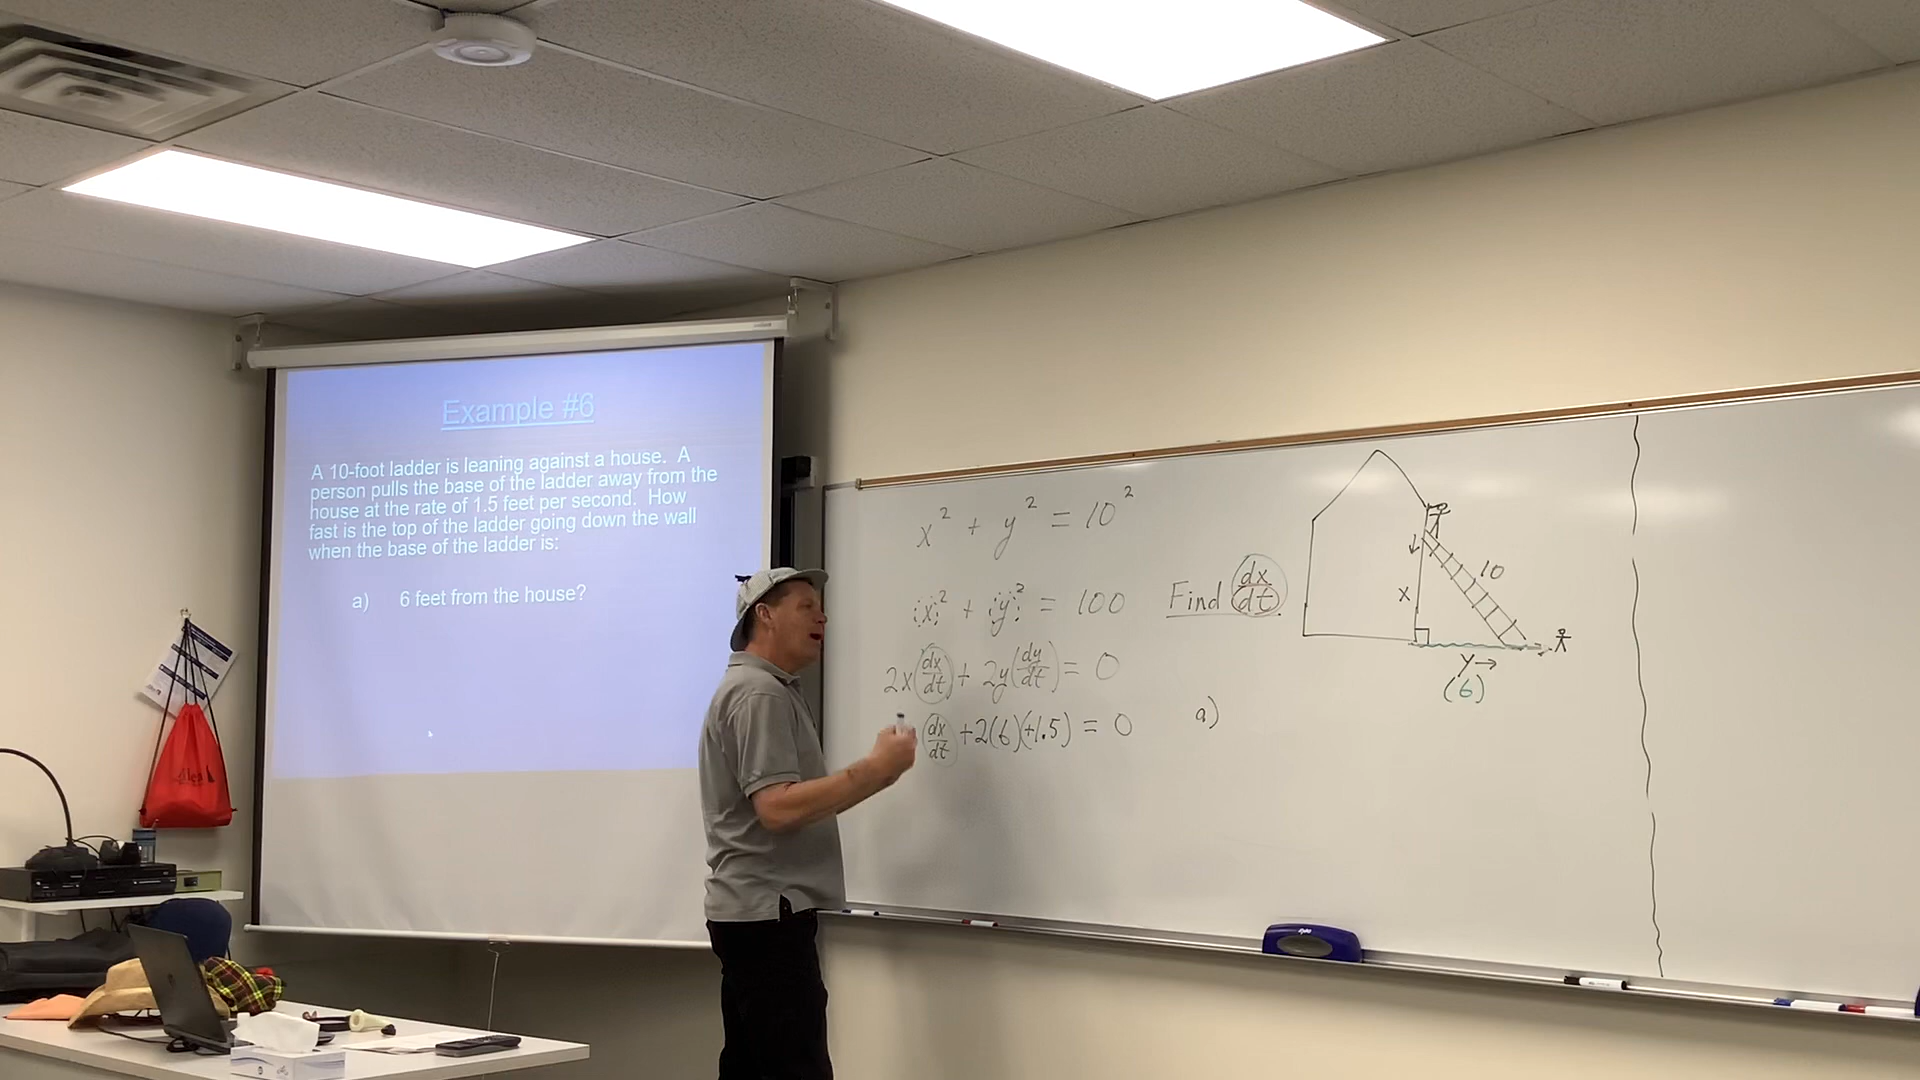 Example #6
A 10-foot ladder is leaning against a house. A
person pulls the base of the ladder away from the
house at the rate of 1.5 feet per second. How
fast is the top of the ladder going down the wall
when the base of the ladder is:
a) 6 feet from the house?
x² + y² = 10²
x² + y² = 100
2x(dx/dt) + 2y(dy/dt) = 0
dx/dt + 2(6)(+1.5) = 0
Find dx/dt
a)
10
x
y→
(6)
expo